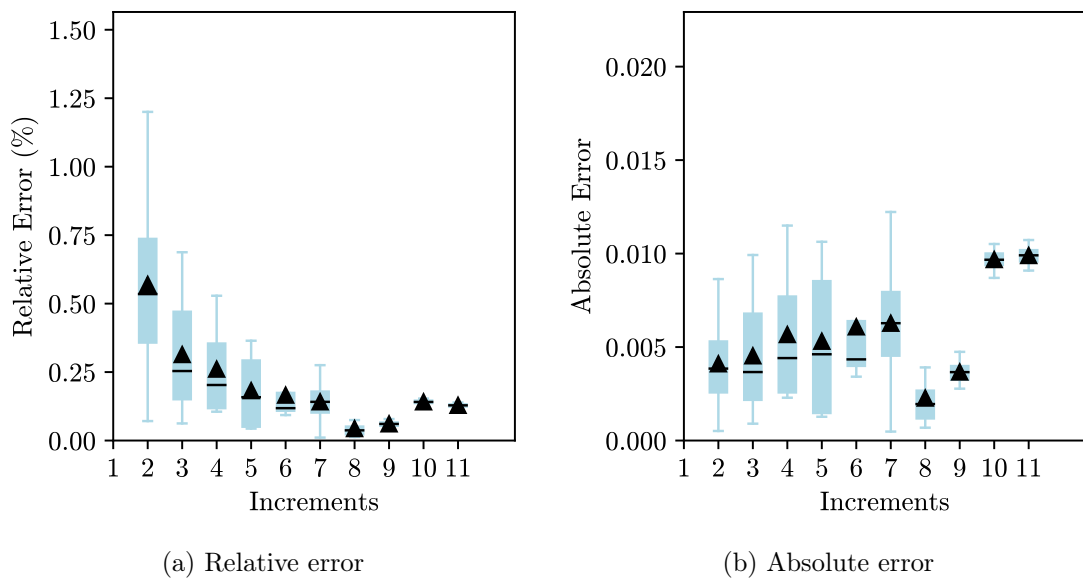 1.50
1.25
1.00
0.75
0.50
0.25
0.00
Relative Error (%)
1 2 3 4 5 6 7 8 9 10 11
Increments
(a) Relative error
0.020
0.015
0.010
0.005
0.000
Absolute Error
1 2 3 4 5 6 7 8 9 10 11
Increments
(b) Absolute error